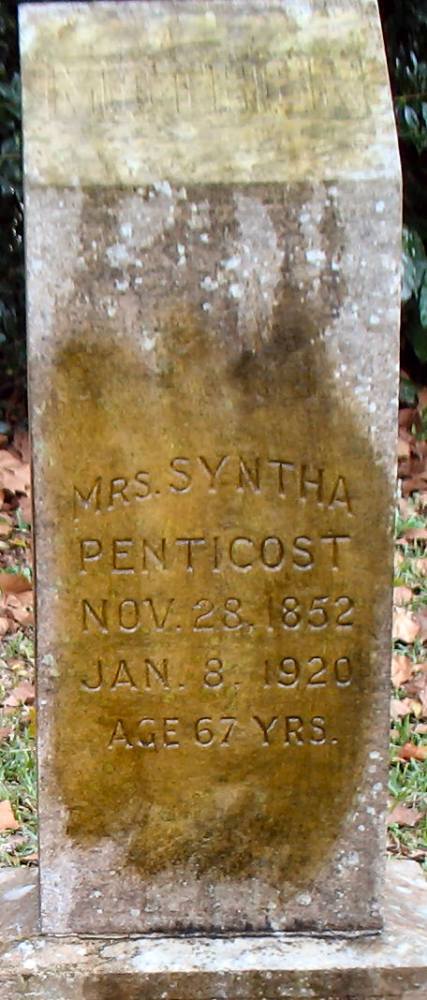 MRS. SYNTHA
PENTICOST
NOV. 28, 1852
JAN. 8, 1920
AGE 67 YRS.